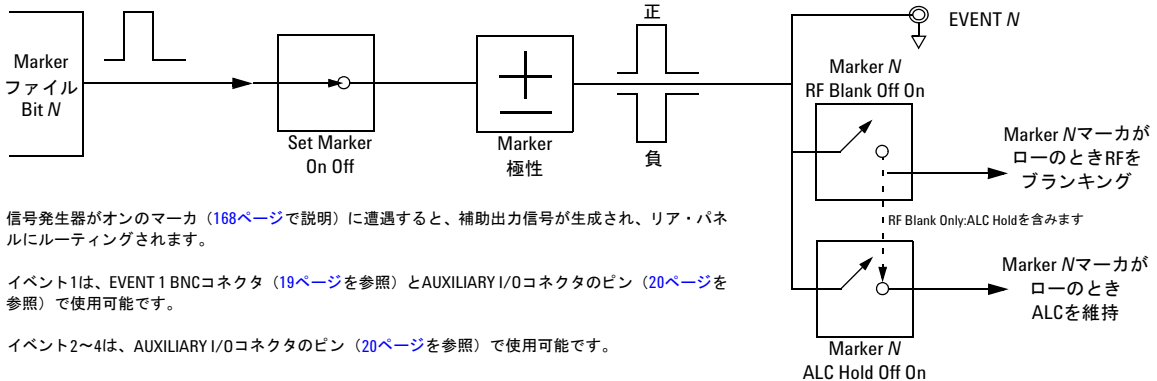 Marker
ファイル
Bit N
Set Marker
On Off
Marker
極性
正
負
EVENT N
Marker N
RF Blank Off On
Marker Nマーカが
ローのときRFを
ブランキング
RF Blank Only:ALC Holdを含みます
Marker Nマーカが
ローのとき
ALCを維持
Marker N
ALC Hold Off On
信号発生器がオンのマーカ（168ページで説明）に遭遇すると、補助出力信号が生成され、リア・パネ
ルにルーティングされます。
イベント1は、EVENT 1 BNCコネクタ（19ページを参照）とAUXILIARY I/Oコネクタのピン（20ページを
参照）で使用可能です。
イベント2～4は、AUXILIARY I/Oコネクタのピン（20ページを参照）で使用可能です。